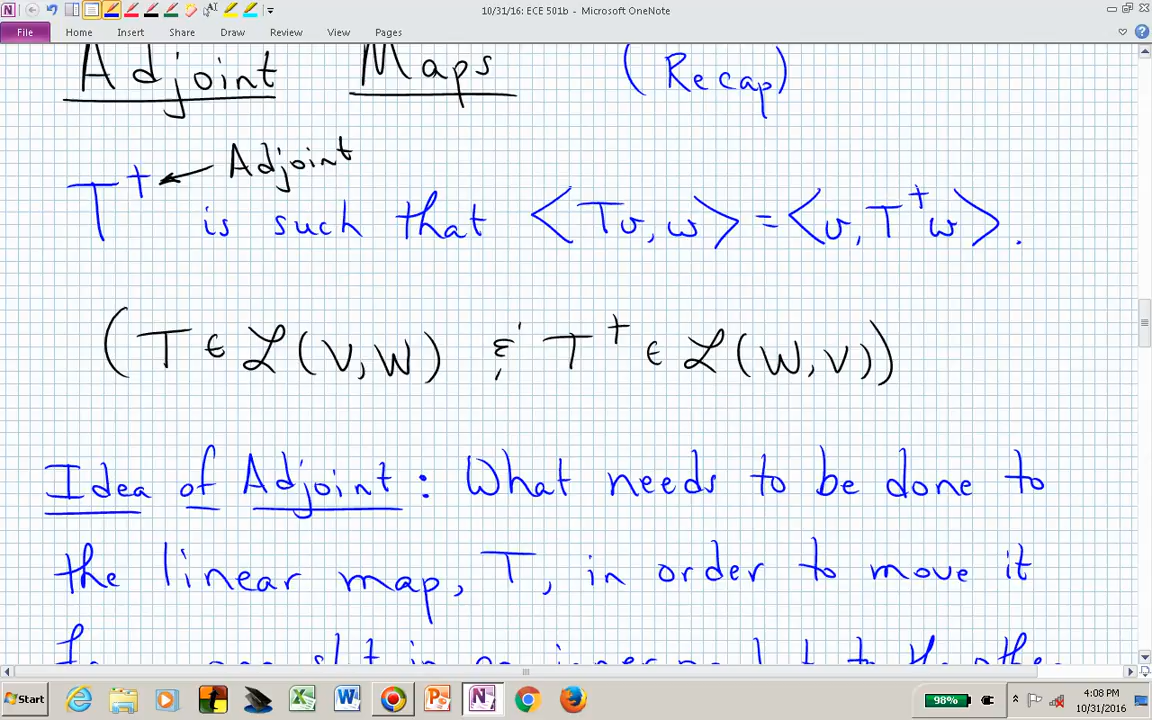 10/31/16: ECE 501b - Microsoft OneNote
File Home Insert Share Draw Review View Pages
Adjoint Maps (Recap)
Adjoint
T† is such that <Tv, w> = <v, T†w>.
(T ∈ ℒ(V, W) & T† ∈ ℒ(W, V))
Idea of Adjoint: What needs to be done to
the linear map, T, in order to move it
Start 98% 4:08 PM
10/31/2016